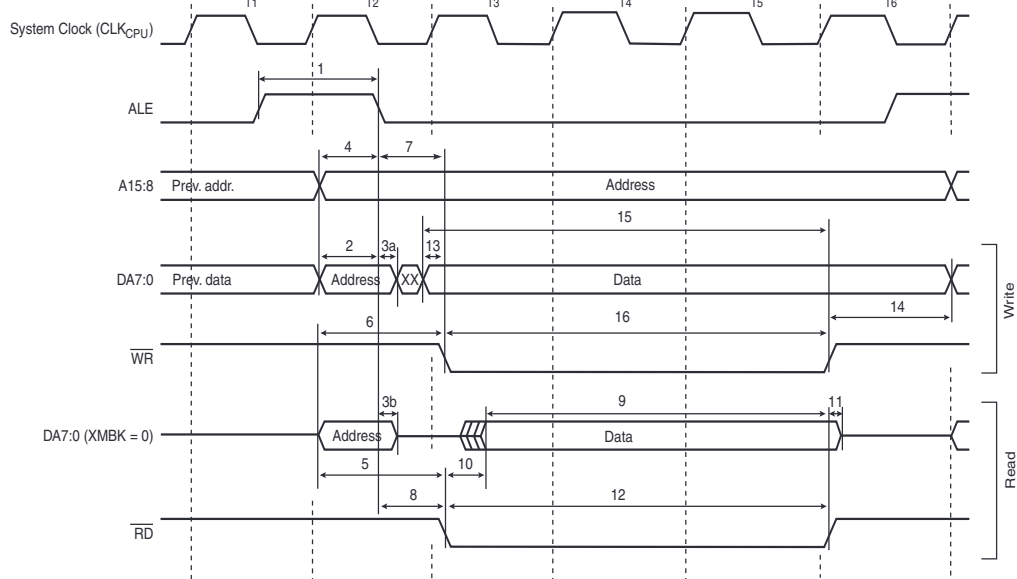 T1 T2 T3 T4 T5 T6
System Clock (CLKCPU)
1
ALE
4 7
A15:8 Prev. addr. Address
15
2 3a 13
DA7:0 Prev. data Address XX Data
14
6 16
WR
Write
3b 9 11
DA7:0 (XMBK = 0) Address Data
5 10
8 12
RD
Read